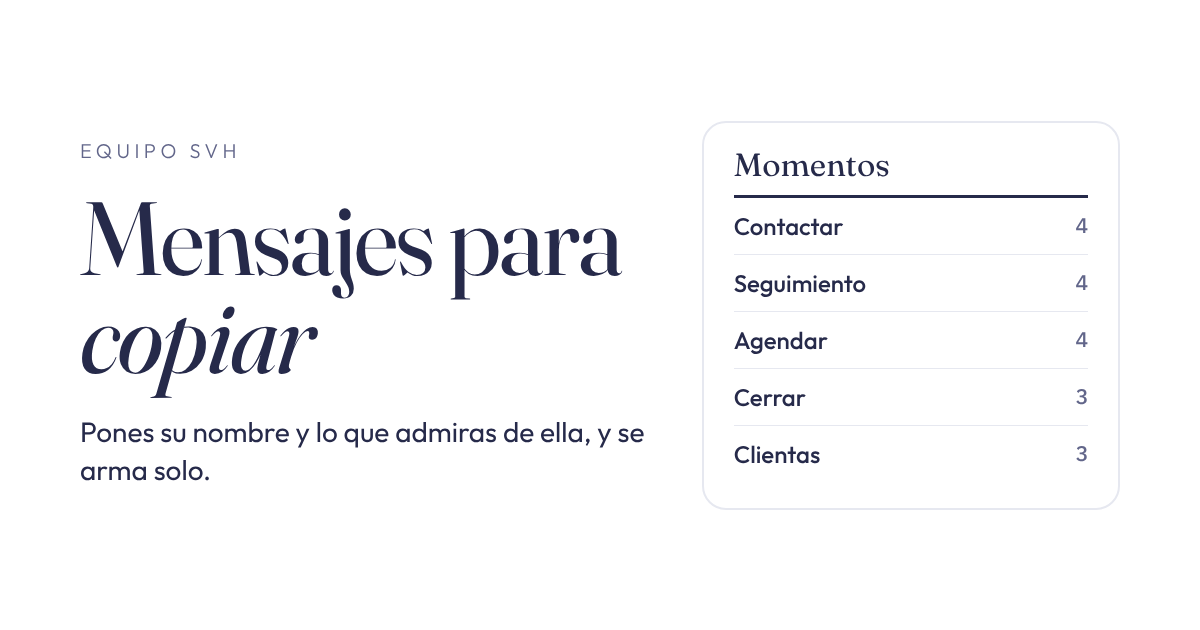 EQUIPO SVH
Mensajes para
copiar
Pones su nombre y lo que admiras de ella, y se
arma solo.
Momentos
Contactar 4
Seguimiento 4
Agendar 4
Cerrar 3
Clientas 3